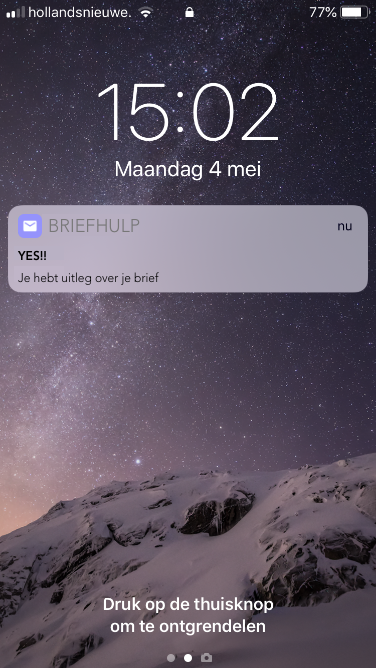 hollandsnieuwe. 77%
15:02
Maandag 4 mei
BRIEFHULP nu
YES!!
Je hebt uitleg over je brief
Druk op de thuisknop
om te ontgrendelen